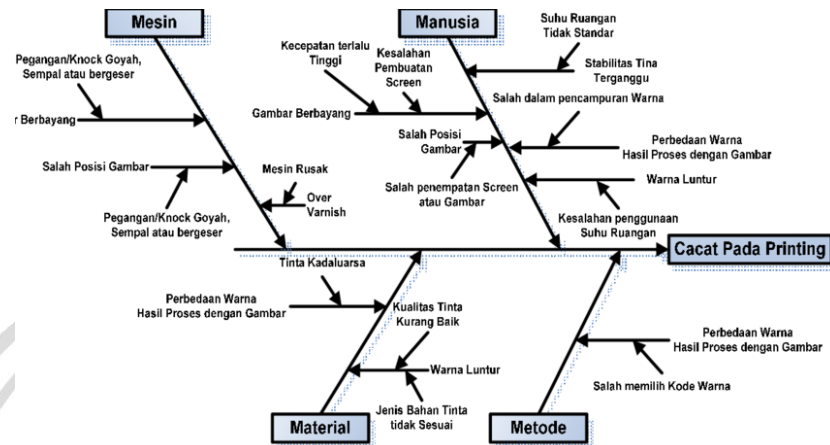 Mesin
Pegangan/Knock Goyah,
Sempal atau bergeser
r Berbayang
Salah Posisi Gambar
Pegangan/Knock Goyah,
Sempal atau bergeser
Mesin Rusak
Over
Varnish
Manusia
Kecepatan terlalu
Tinggi
Kesalahan
Pembuatan
Screen
Gambar Berbayang
Salah Posisi
Gambar
Salah penempatan Screen
atau Gambar
Suhu Ruangan
Tidak Standar
Stabilitas Tina
Terganggu
Salah dalam pencampuran Warna
Perbedaan Warna
Hasil Proses dengan Gambar
Warna Luntur
Kesalahan penggunaan
Suhu Ruangan
Cacat Pada Printing
Tinta Kadaluarsa
Perbedaan Warna
Hasil Proses dengan Gambar
Kualitas Tinta
Kurang Baik
Warna Luntur
Jenis Bahan Tinta
tidak Sesuai
Material
Perbedaan Warna
Hasil Proses dengan Gambar
Salah memilih Kode Warna
Metode